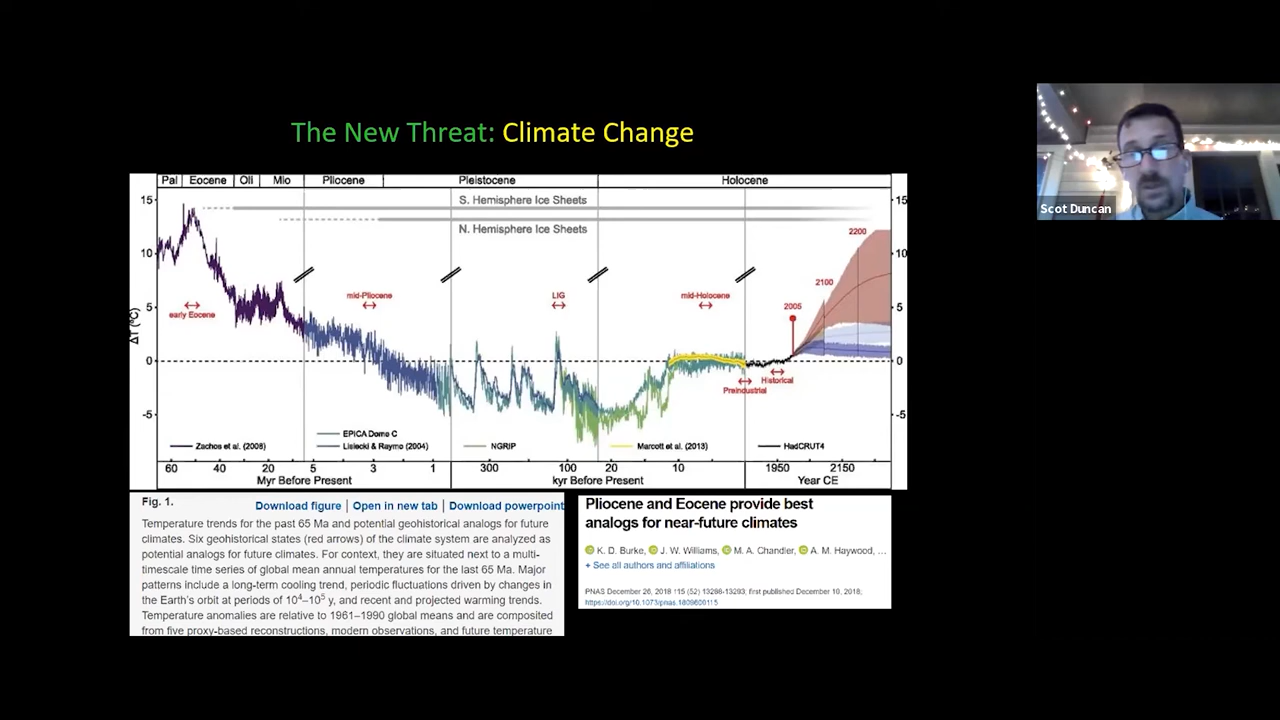 The New Threat: Climate Change
Pal Eocene Oli Mio Pliocene Pleistocene Holocene
15 S. Hemisphere Ice Sheets 15
N. Hemisphere Ice Sheets
2200
10 10
2100
mid-Pliocene LIG mid-Holocene
2005
5 early Eocene 5
ΔT (°C)
0 0
Historical
Preindustrial
-5 -5
EPICA Dome C
Zachos et al. (2008) Lisiecki & Raymo (2004) NGRIP Marcott et al. (2013) HadCRUT4
60 40 20 5 3 1 300 100 20 10 1950 2150
Myr Before Present kyr Before Present Year CE
Scot Duncan
Fig. 1.
Download figure | Open in new tab | Download powerpoint
Temperature trends for the past 65 Ma and potential geohistorical analogs for future
climates. Six geohistorical states (red arrows) of the climate system are analyzed as
potential analogs for future climates. For context, they are situated next to a multi-
timescale time series of global mean annual temperatures for the last 65 Ma. Major
patterns include a long-term cooling trend, periodic fluctuations driven by changes in
the Earth's orbit at periods of 10⁴–10⁵ y, and recent and projected warming trends.
Temperature anomalies are relative to 1961–1990 global means and are composited
from five proxy-based reconstructions, modern observations, and future temperature
Pliocene and Eocene provide best
analogs for near-future climates
K. D. Burke, J. W. Williams, M. A. Chandler, A. M. Haywood, ...
+ See all authors and affiliations
PNAS December 26, 2018 115 (52) 13288-13293; first published December 10, 2018;
https://doi.org/10.1073/pnas.1809600115